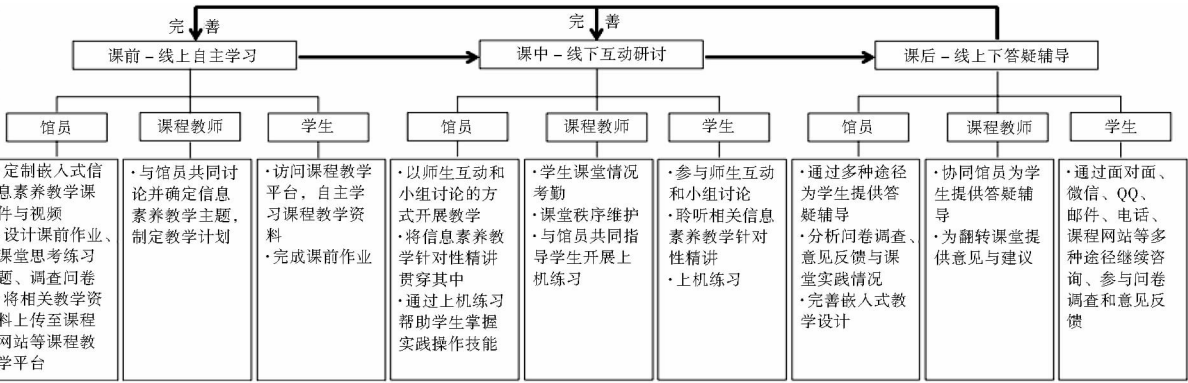 完 善
完 善
课前－线上自主学习
课中－线下互动研讨
课后－线上下答疑辅导
馆员
课程教师
学生
馆员
课程教师
学生
馆员
课程教师
学生
定制嵌入式信
息素养教学课
件与视频
设计课前作业、
课堂思考练习
题、调查问卷
将相关教学资
料上传至课程
网站等课程教
学平台
·与馆员共同讨
论并确定信息
素养教学主题，
制定教学计划
·访问课程教学
平台，自主学
习课程教学资
料
·完成课前作业
·以师生互动和
小组讨论的方
式开展教学
·将信息素养教
学针对性精讲
贯穿其中
·通过上机练习
帮助学生掌握
实践操作技能
·学生课堂情况
考勤
·课堂秩序维护
·与馆员共同指
导学生开展上
机练习
·参与师生互动
和小组讨论
·聆听相关信息
素养教学针对
性精讲
·上机练习
·通过多种途径
为学生提供答
疑辅导
·分析问卷调查、
意见反馈与课
堂实践情况
·完善嵌入式教
学设计
·协同馆员为学
生提供答疑辅
导
·为翻转课堂提
供意见与建议
·通过面对面、
微信、QQ、
邮件、电话、
课程网站等多
种途径继续咨
询、参与问卷
调查和意见反
馈